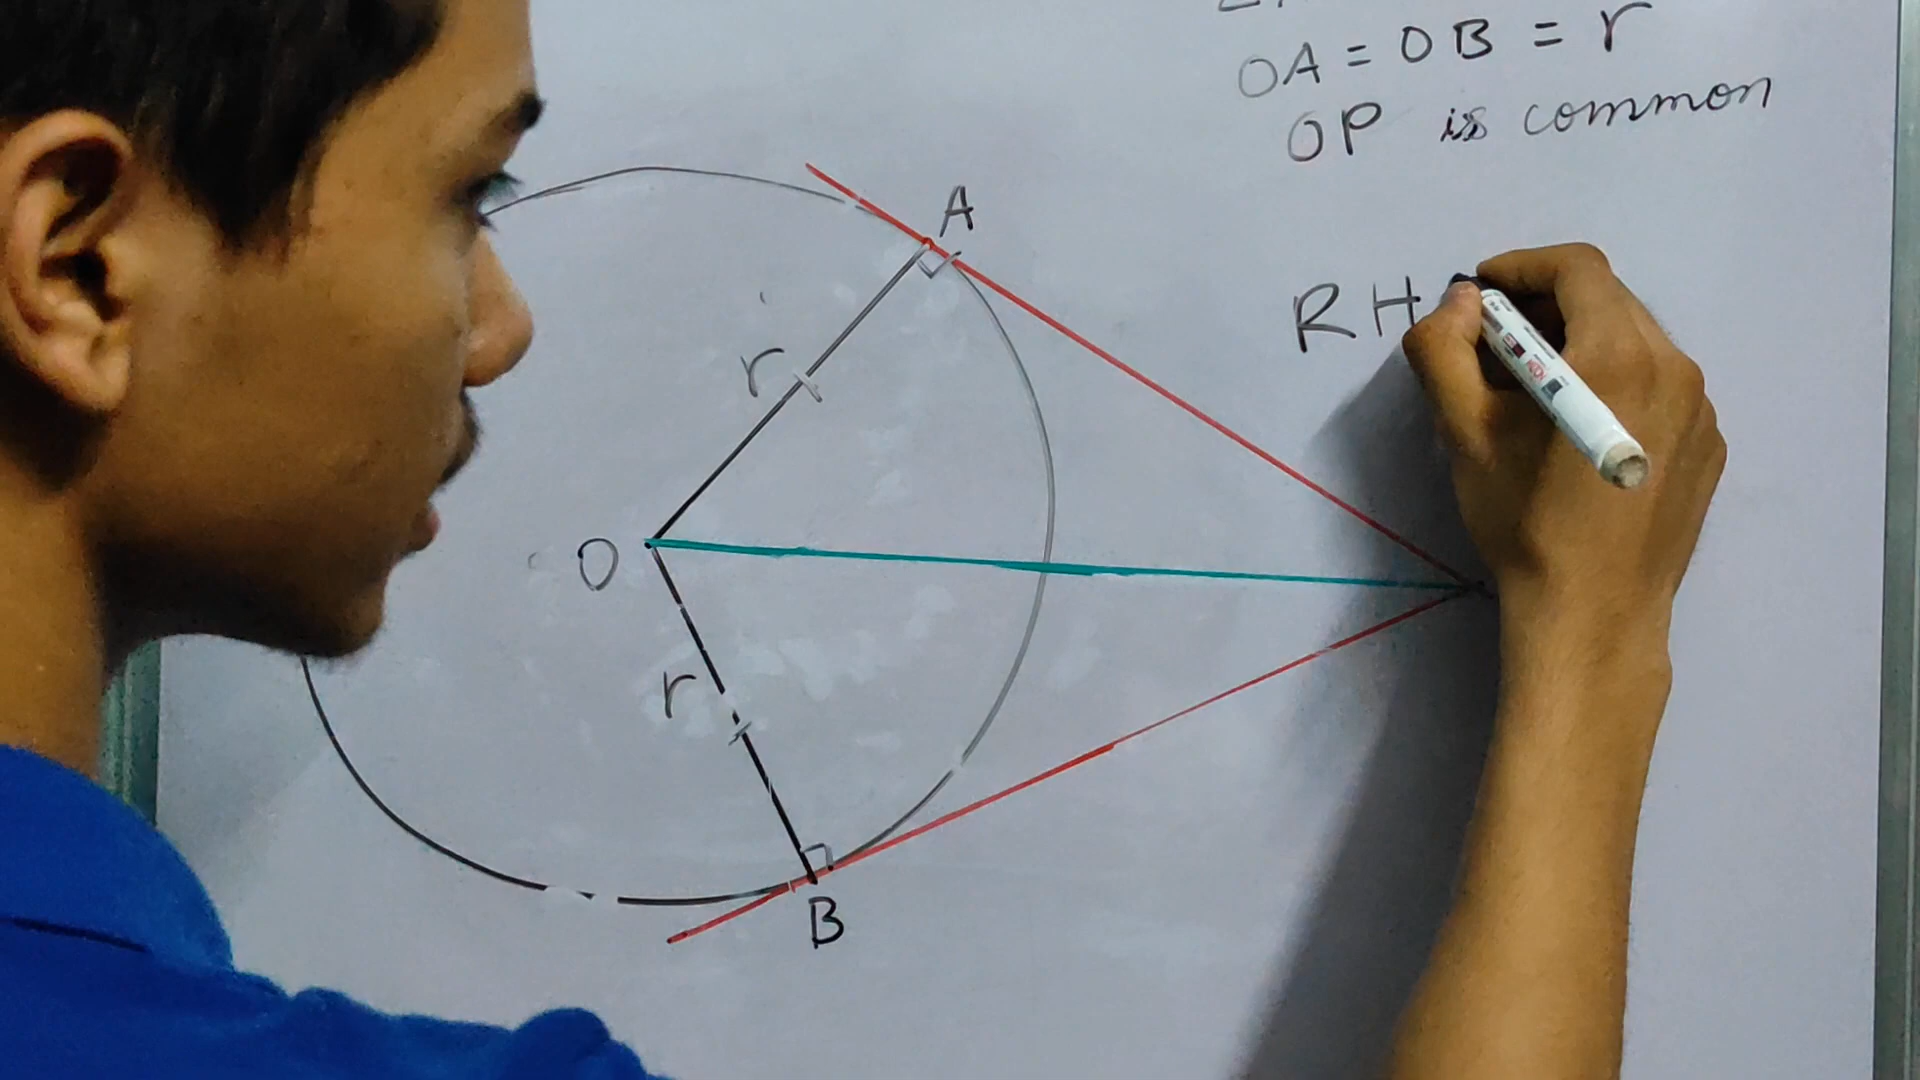 OA = OB = r
OP is common
A
RH
r
O
r
B